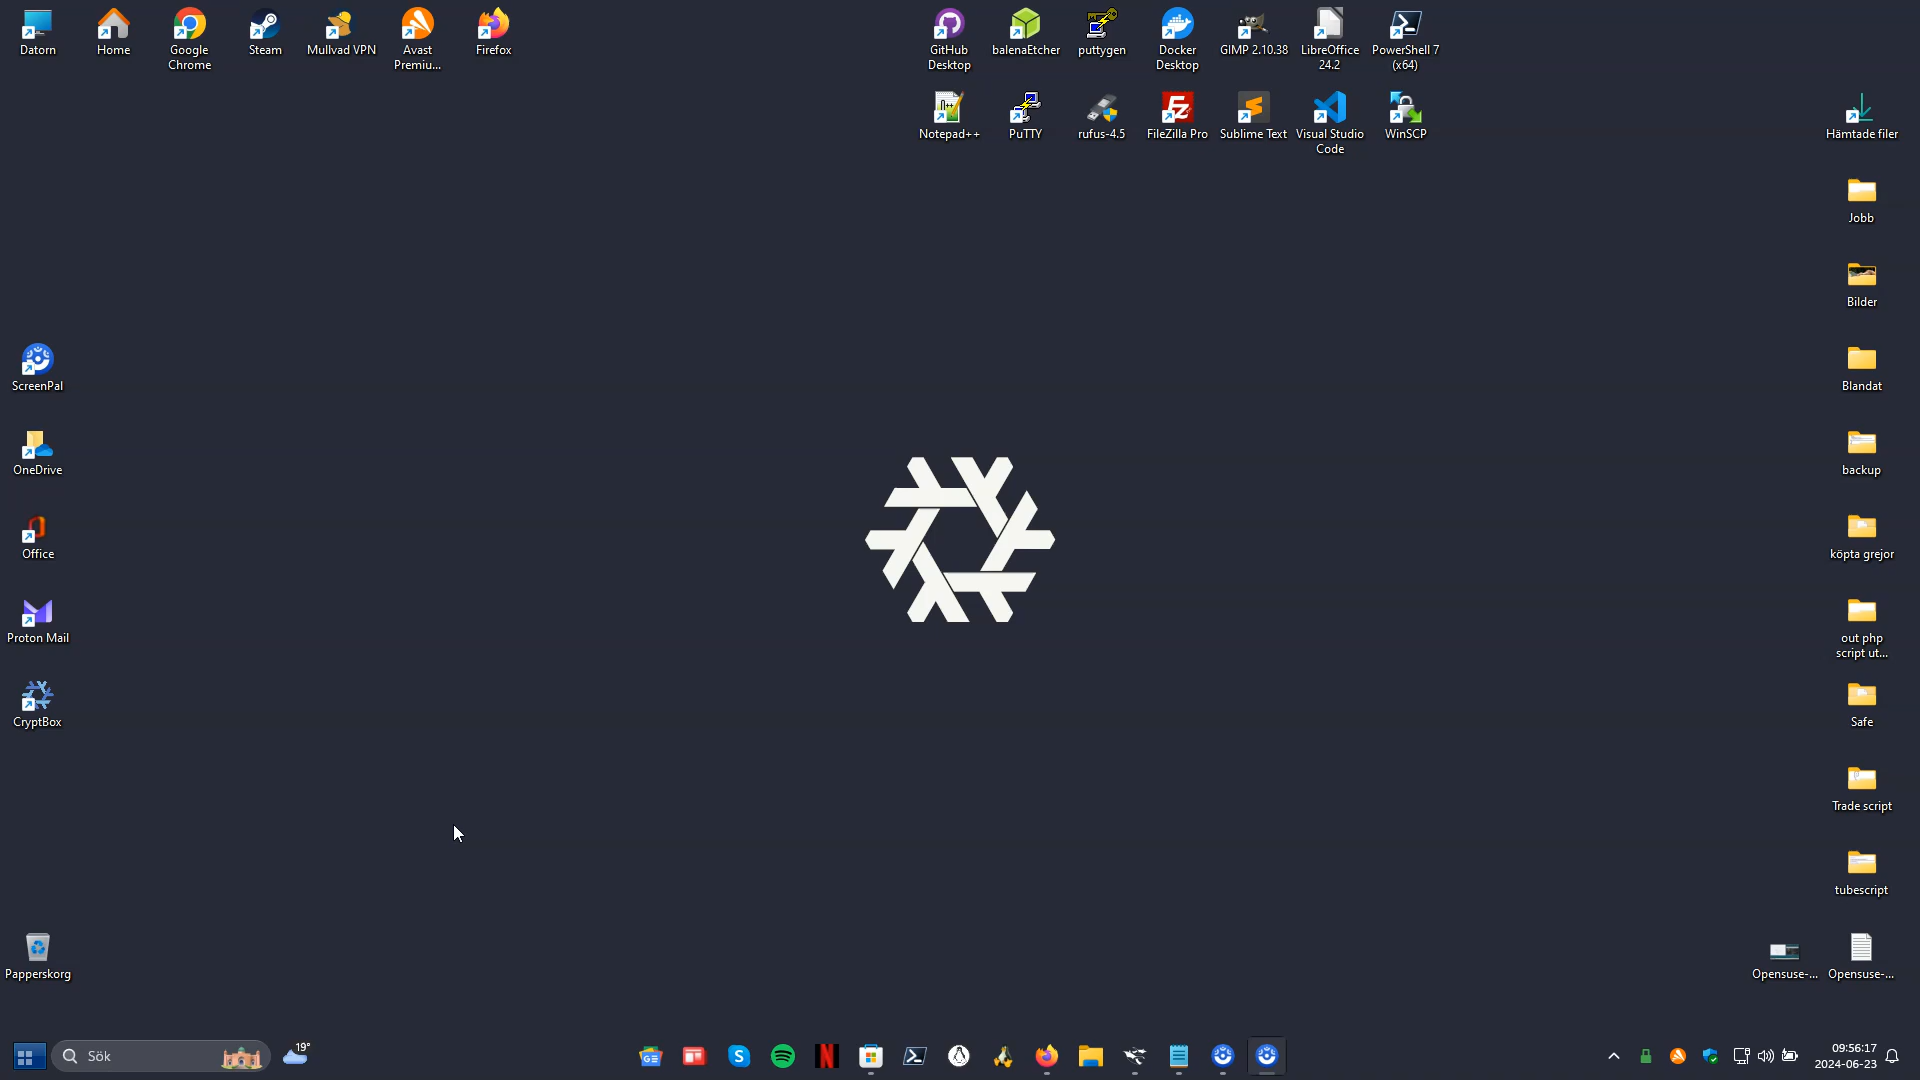 Datorn
Home
Google
Chrome
Steam
Mullvad VPN
Avast
Premiu...
Firefox
GitHub
Desktop
balenaEtcher
puttygen
Docker
Desktop
GIMP 2.10.38
LibreOffice
24.2
PowerShell 7
(x64)
Notepad++
PuTTY
rufus-4.5
FileZilla Pro
Sublime Text
Visual Studio
Code
WinSCP
Hämtade filer
Jobb
Bilder
Blandat
backup
köpta grejor
out php
script ut...
Safe
Trade script
tubescript
Opensuse-...
Opensuse-...
ScreenPal
OneDrive
Office
Proton Mail
CryptBox
Papperskorg
Sök
19°
09:56:17
2024-06-23